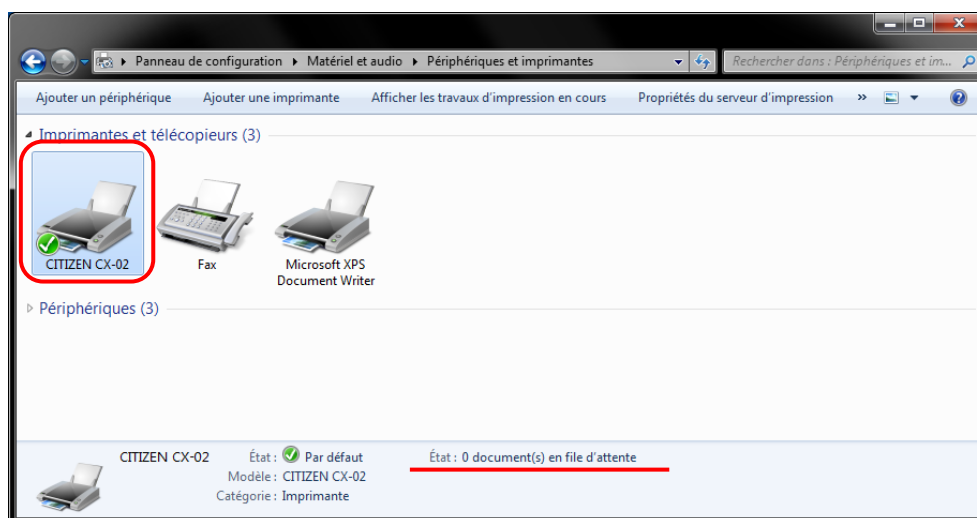 Panneau de configuration ▸ Matériel et audio ▸ Périphériques et imprimantes
Rechercher dans : Périphériques et im...
Ajouter un périphérique Ajouter une imprimante Afficher les travaux d'impression en cours Propriétés du serveur d'impression »
Imprimantes et télécopieurs (3)
CITIZEN CX-02
Fax
Microsoft XPS
Document Writer
Périphériques (3)
CITIZEN CX-02 État : Par défaut État : 0 document(s) en file d'attente
Modèle : CITIZEN CX-02
Catégorie : Imprimante